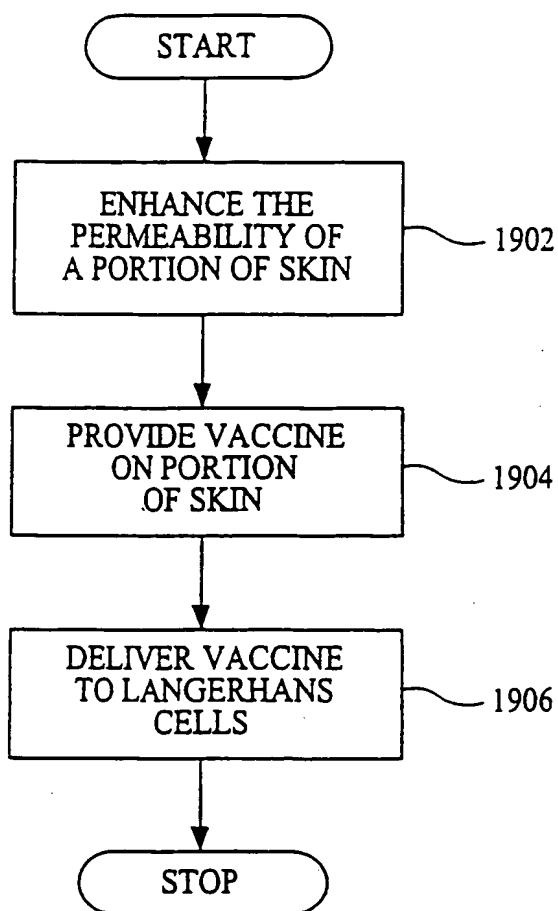 START
ENHANCE THE
PERMEABILITY OF
A PORTION OF SKIN
1902
PROVIDE VACCINE
ON PORTION
OF SKIN
1904
DELIVER VACCINE
TO LANGERHANS
CELLS
1906
STOP